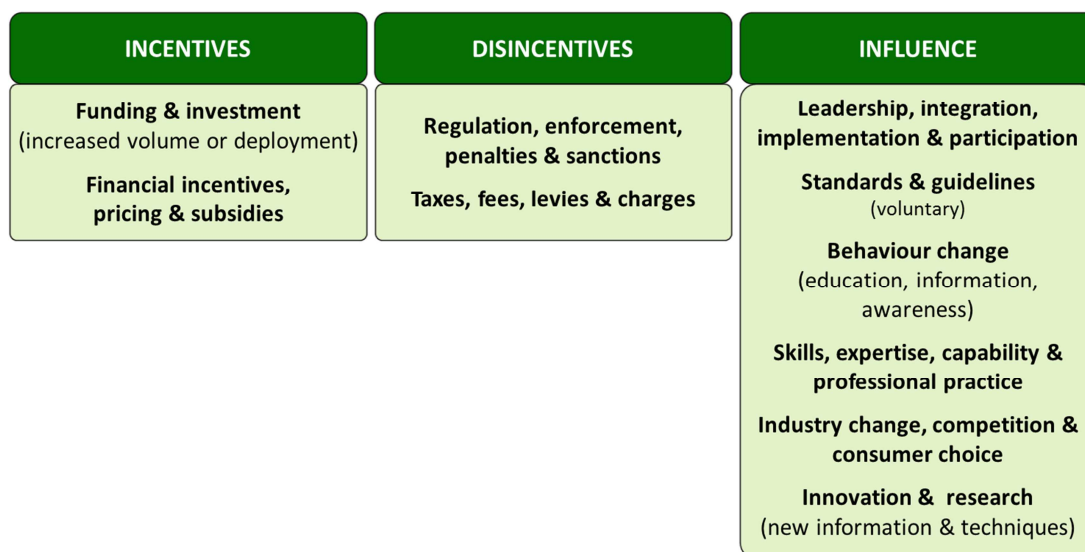 INCENTIVES
Funding & investment
(increased volume or deployment)
Financial incentives,
pricing & subsidies
DISINCENTIVES
Regulation, enforcement,
penalties & sanctions
Taxes, fees, levies & charges
INFLUENCE
Leadership, integration,
implementation & participation
Standards & guidelines
(voluntary)
Behaviour change
(education, information,
awareness)
Skills, expertise, capability &
professional practice
Industry change, competition &
consumer choice
Innovation & research
(new information & techniques)